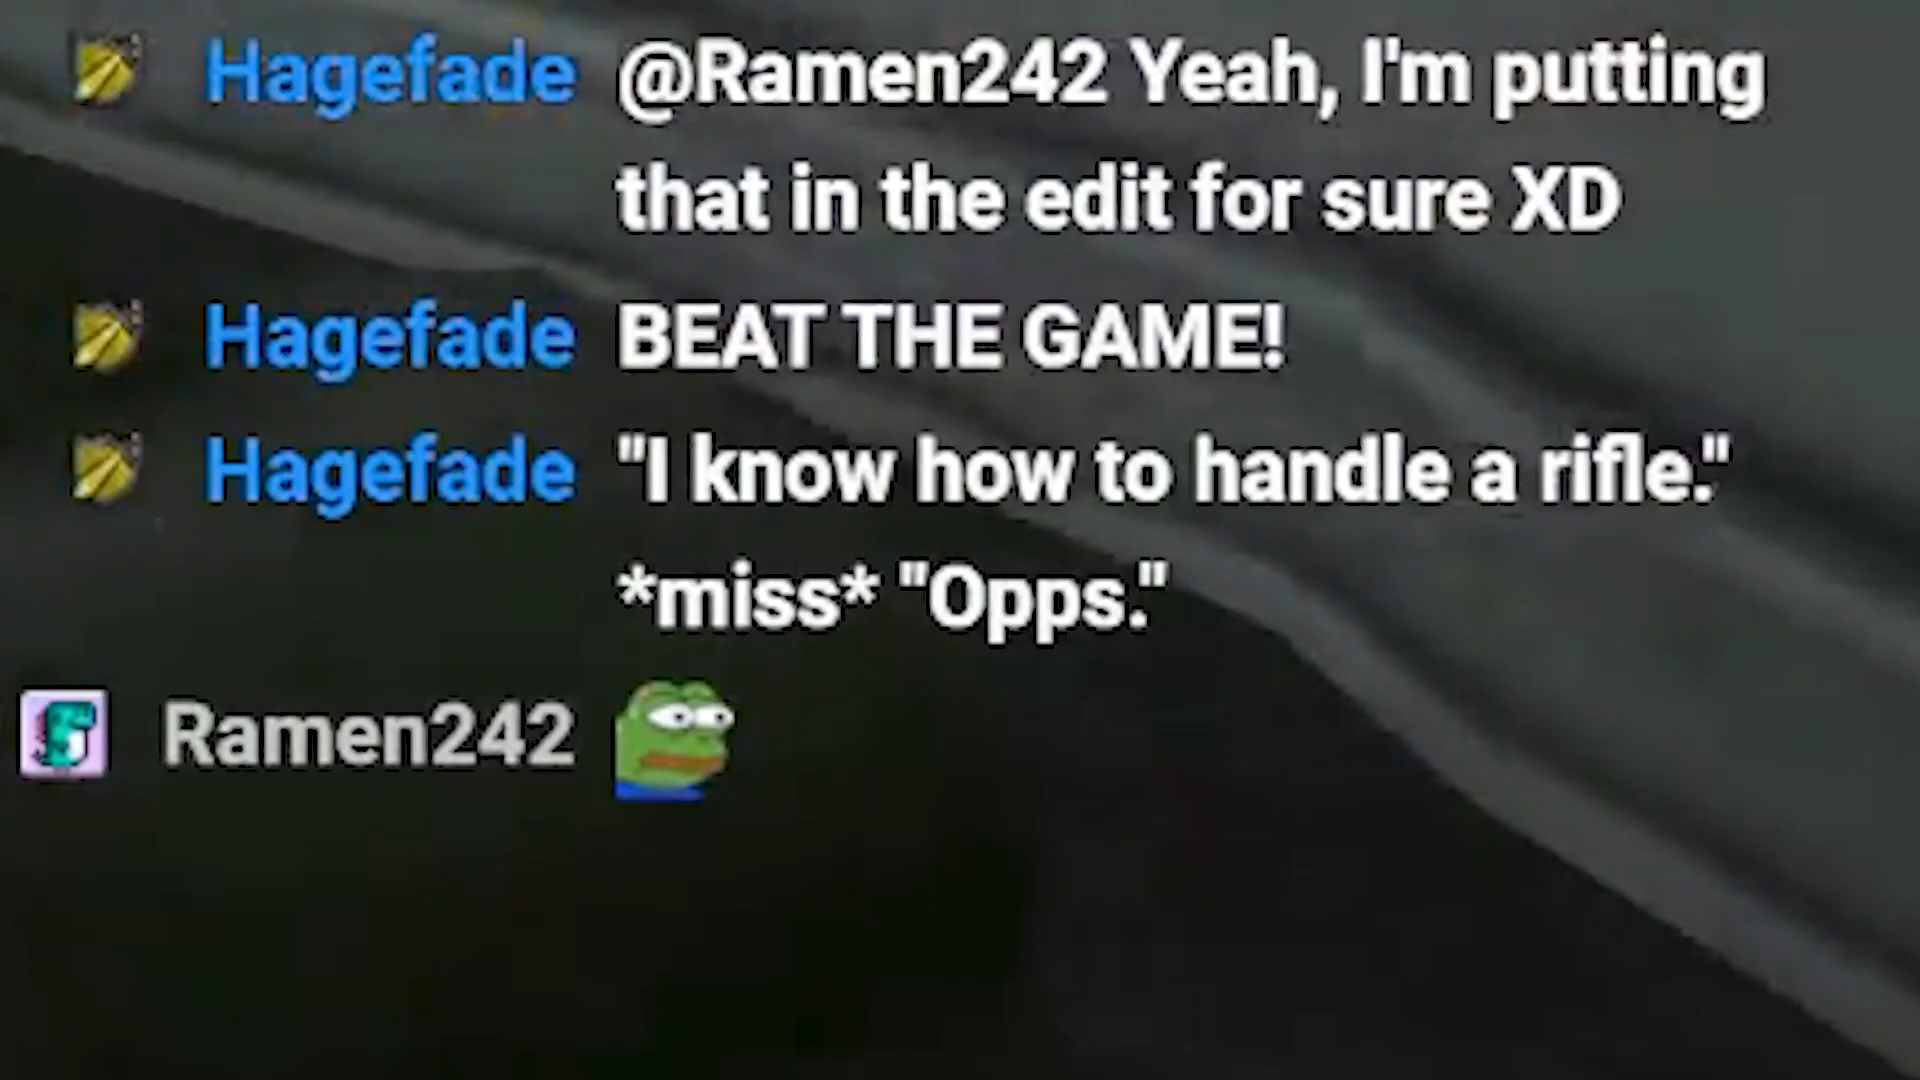 Hagefade @Ramen242 Yeah, I'm putting
that in the edit for sure XD
Hagefade BEAT THE GAME!
Hagefade "I know how to handle a rifle."
*miss* "Opps."
Ramen242